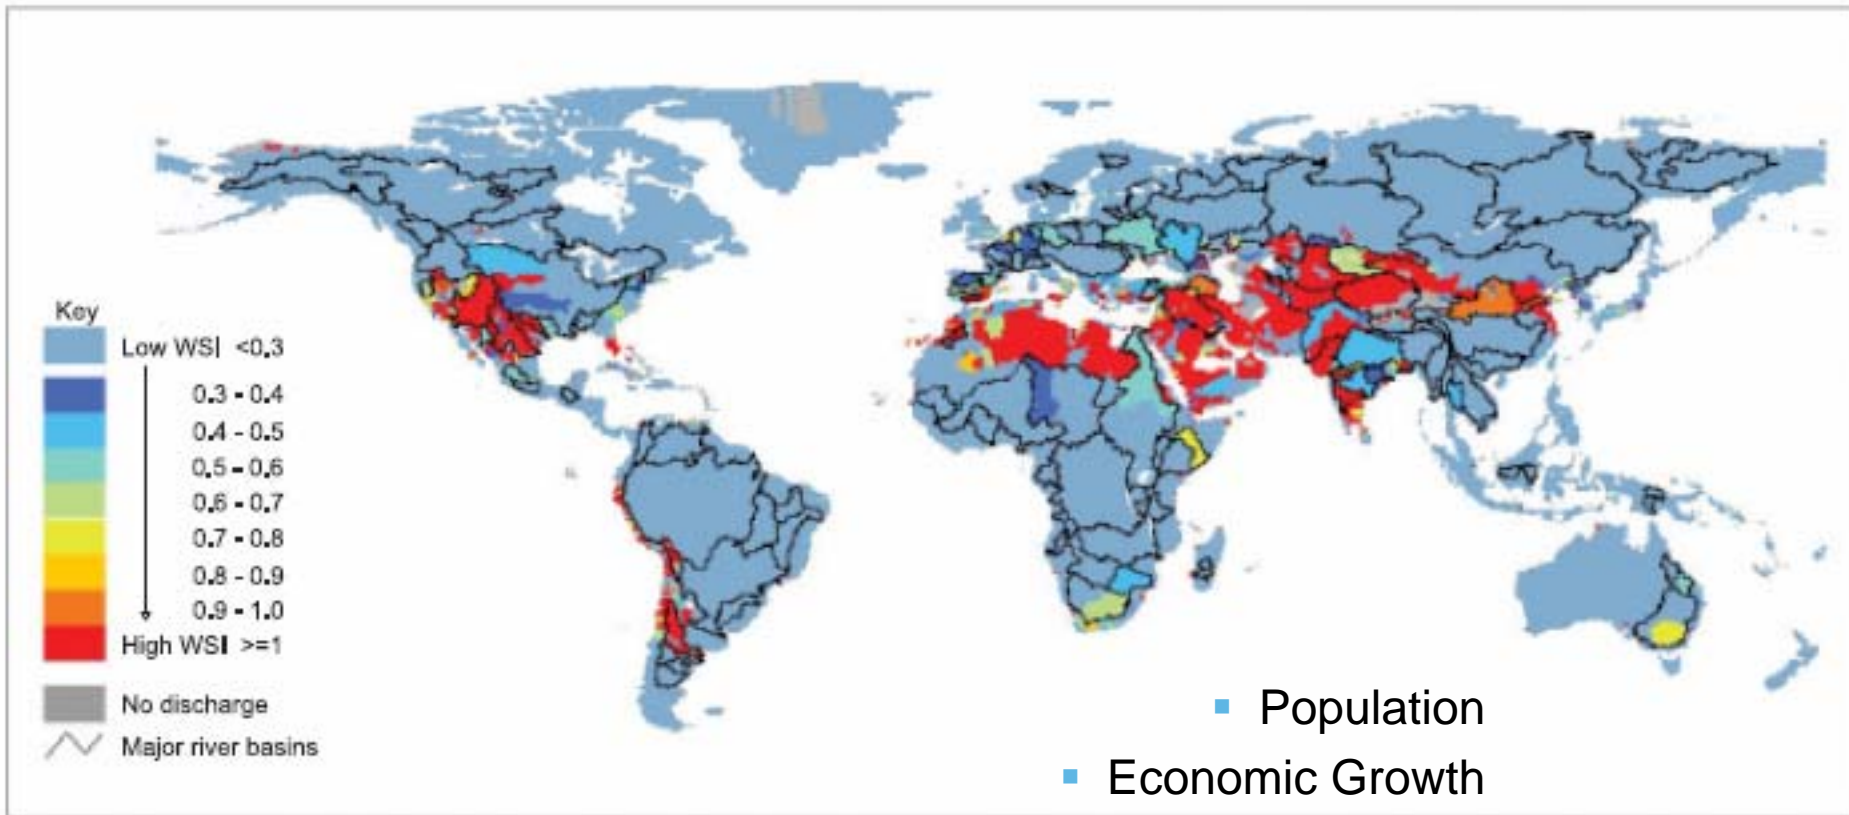 Key
Low WSI <0.3
0.3 - 0.4
0.4 - 0.5
0.5 - 0.6
0.6 - 0.7
0.7 - 0.8
0.8 - 0.9
0.9 - 1.0
High WSI >=1
No discharge
Major river basins
▪ Population
▪ Economic Growth